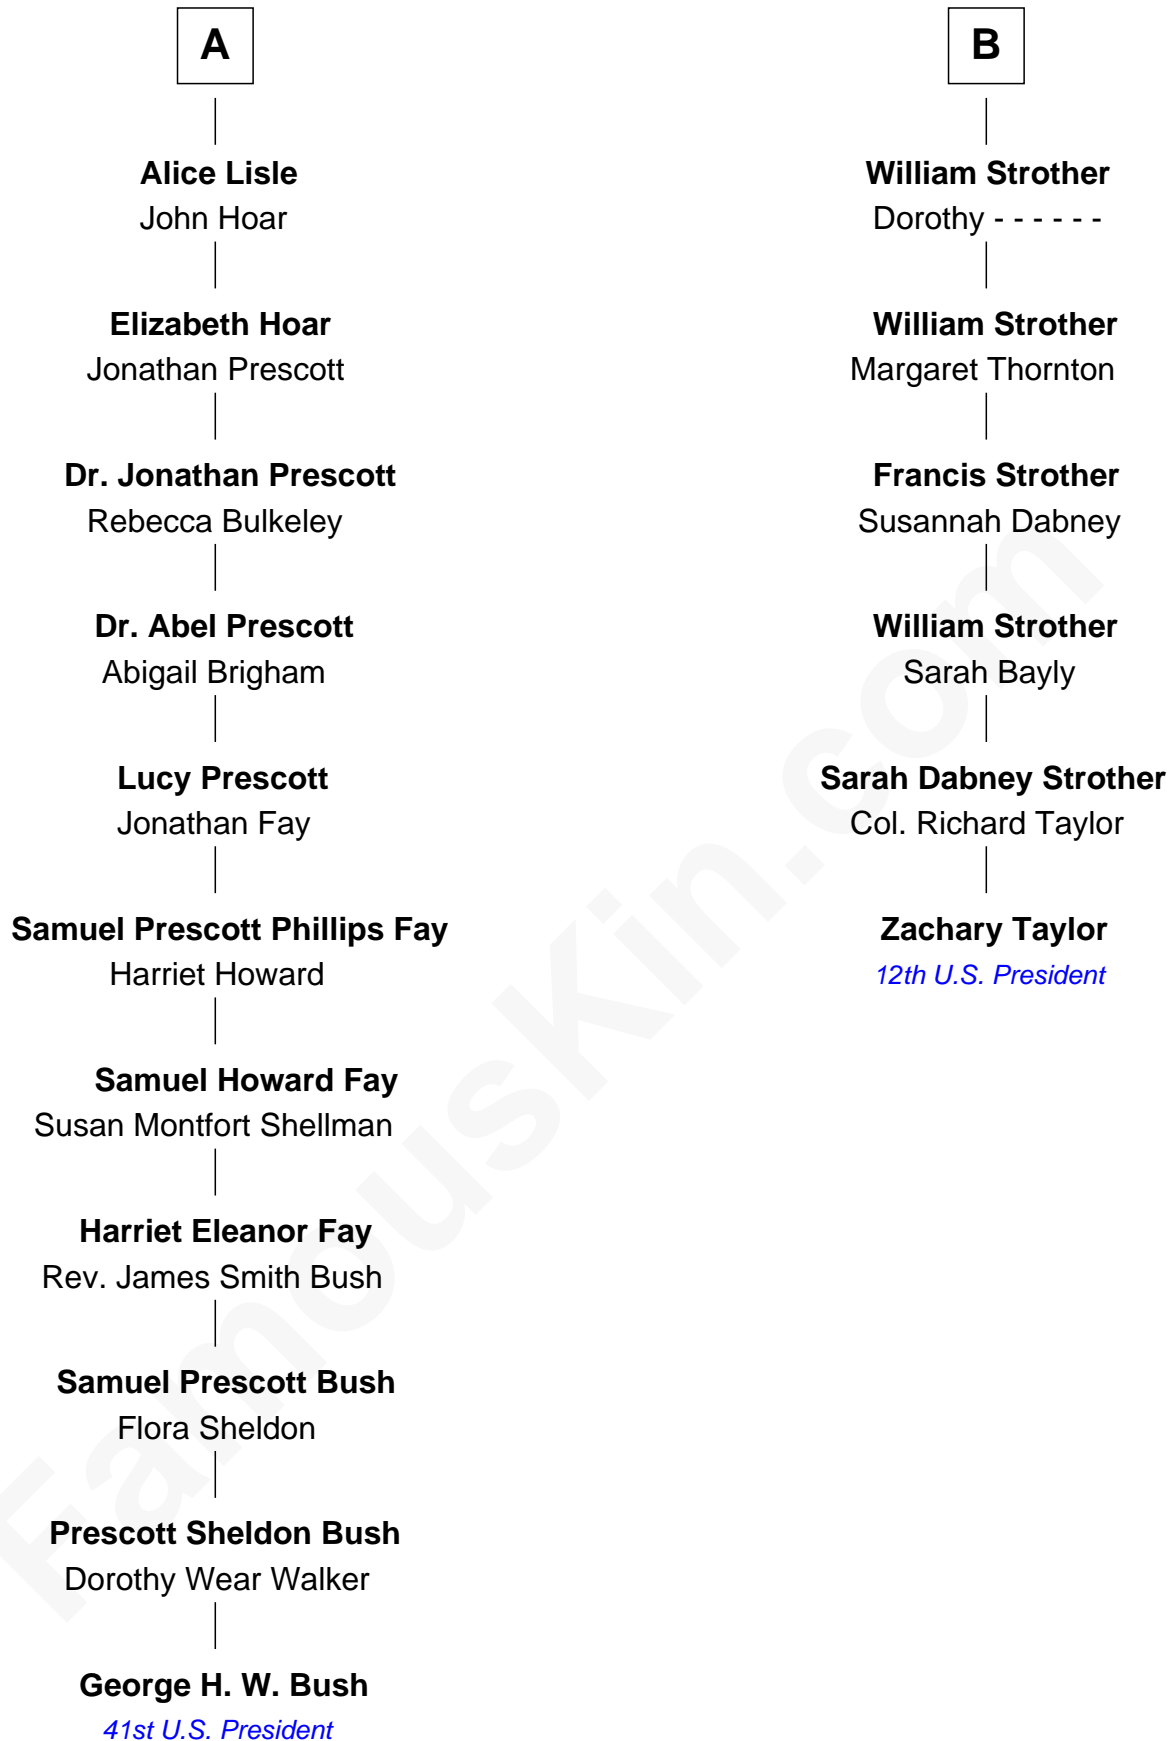 A
Alice Lisle
John Hoar
Elizabeth Hoar
Jonathan Prescott
Dr. Jonathan Prescott
Rebecca Bulkeley
Dr. Abel Prescott
Abigail Brigham
Lucy Prescott
Jonathan Fay
Samuel Prescott Phillips Fay
Harriet Howard
Samuel Howard Fay
Susan Montfort Shellman
Harriet Eleanor Fay
Rev. James Smith Bush
Samuel Prescott Bush
Flora Sheldon
Prescott Sheldon Bush
Dorothy Wear Walker
George H. W. Bush
41st U.S. President
B
William Strother
Dorothy - - - - - -
William Strother
Margaret Thornton
Francis Strother
Susannah Dabney
William Strother
Sarah Bayly
Sarah Dabney Strother
Col. Richard Taylor
Zachary Taylor
12th U.S. President
FamousKin.com